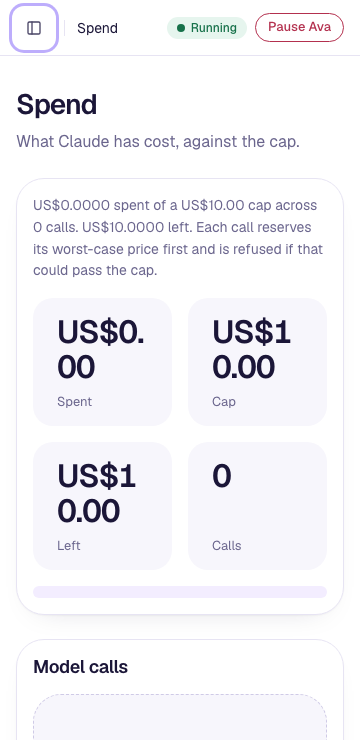 Spend
Running
Pause Ava
Spend
What Claude has cost, against the cap.
US$0.0000 spent of a US$10.00 cap across
0 calls. US$10.0000 left. Each call reserves
its worst-case price first and is refused if that
could pass the cap.
US$0.
00
Spent
US$1
0.00
Cap
US$1
0.00
Left
0
Calls
Model calls